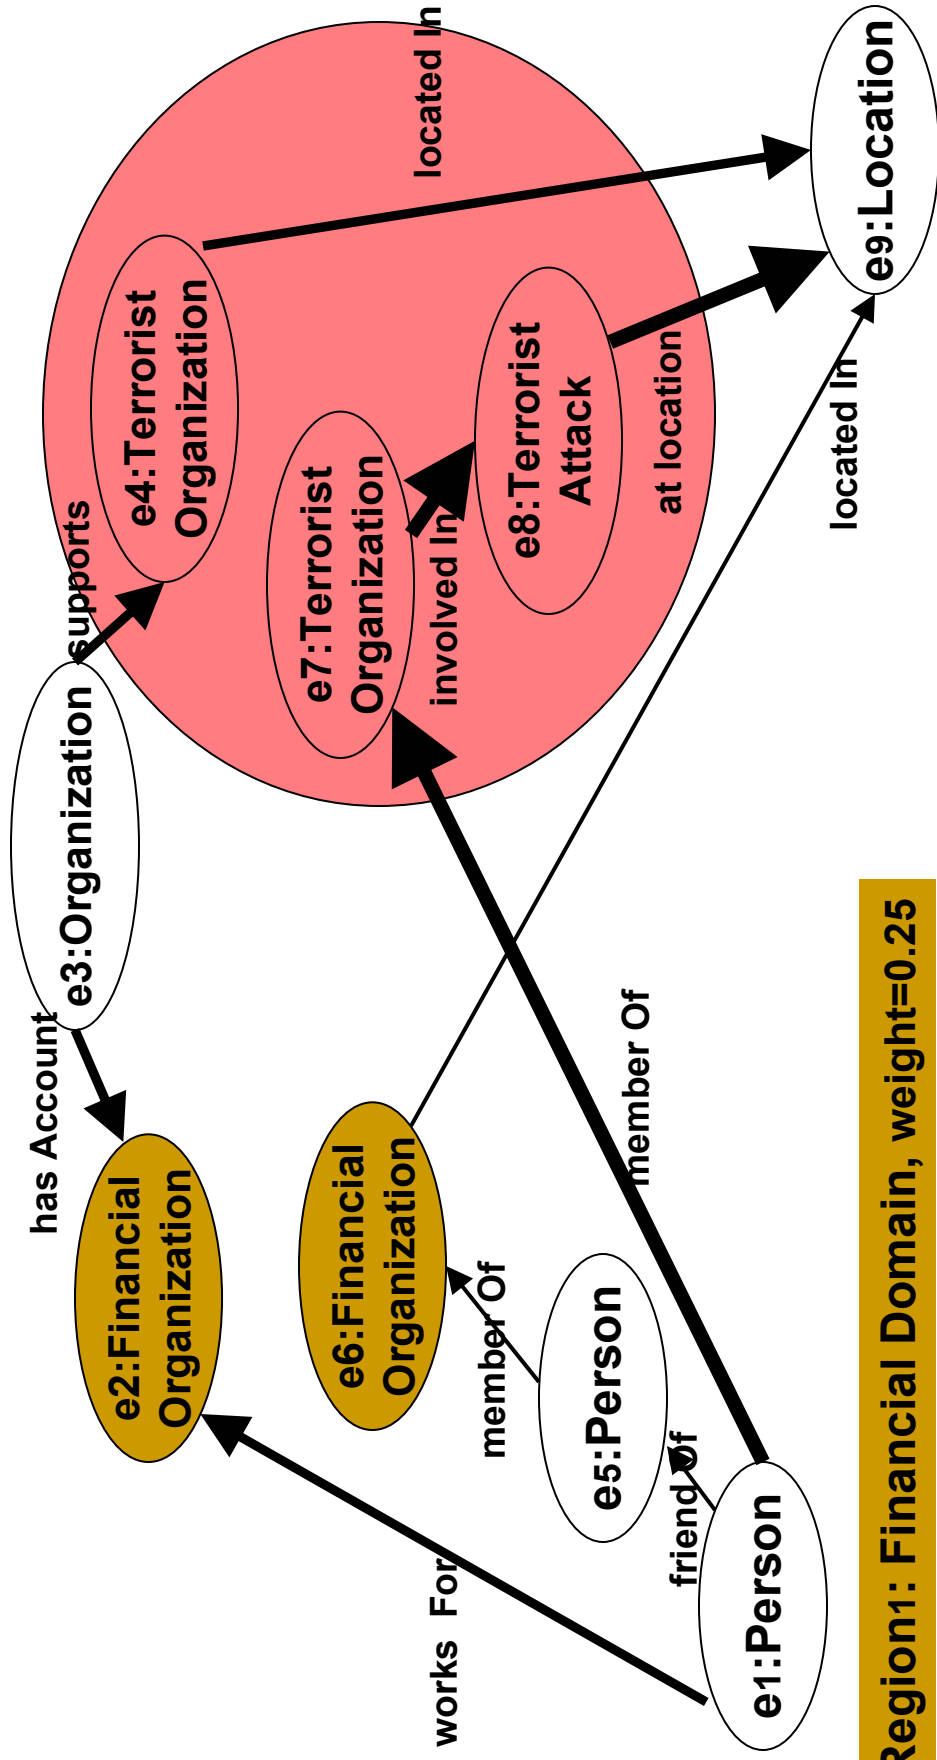 has Account
e3:Organization
supports
e2:Financial
Organization
e4:Terrorist
Organization
located In
works For
e6:Financial
Organization
e7:Terrorist
Organization
involved In
member Of
e8:Terrorist
Attack
e5:Person
friend Of
member Of
at location
e1:Person
located In
e9:Location
Region1: Financial Domain, weight=0.25